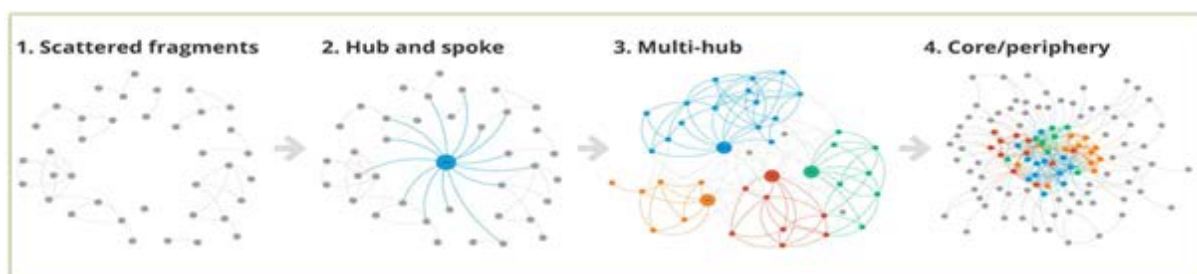 1. Scattered fragments
2. Hub and spoke
3. Multi-hub
4. Core/periphery